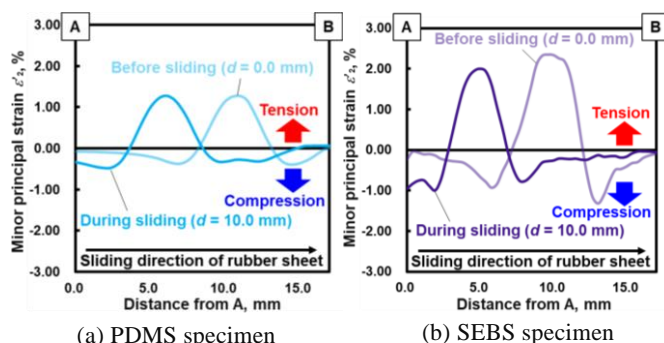 Minor principal strain ε'₂, %
3.00
2.00
1.00
0.00
-1.00
-2.00
-3.00
A
B
Before sliding (d = 0.0 mm)
Tension
Compression
During sliding (d = 10.0 mm)
Sliding direction of rubber sheet
0.0 5.0 10.0 15.0
Distance from A, mm
(a) PDMS specimen
Minor principal strain ε'₂, %
3.00
2.00
1.00
0.00
-1.00
-2.00
-3.00
A
B
Before sliding (d = 0.0 mm)
Tension
Compression
During sliding (d = 10.0 mm)
Sliding direction of rubber sheet
0.0 5.0 10.0 15.0
Distance from A, mm
(b) SEBS specimen